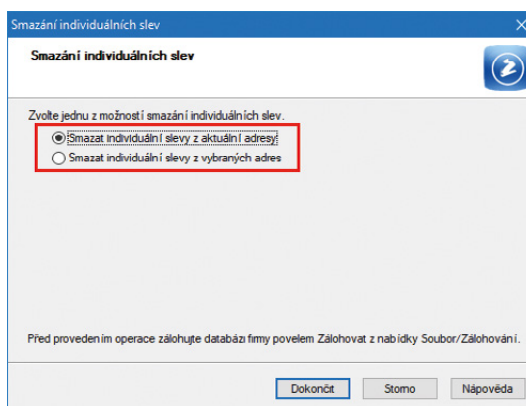 Smazání individuálních slev
Smazání individuálních slev
Zvolte jednu z možností smazání individuálních slev.
Smazat individuální slevy z aktuální adresy
Smazat individuální slevy z vybraných adres
Před provedením operace zálohujte databázi firmy povelem Zálohovat z nabídky Soubor/Zálohování.
Dokončit Storno Nápověda